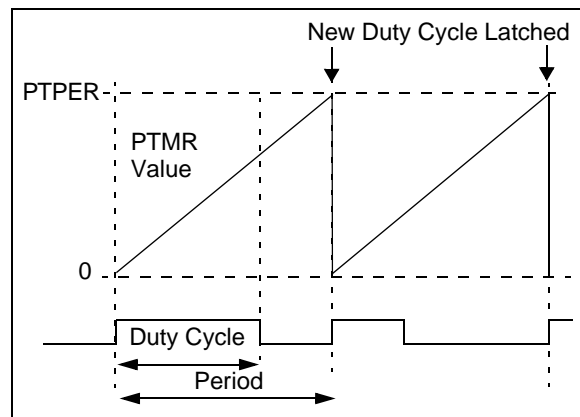 New Duty Cycle Latched
PTPER
PTMR
Value
0
Duty Cycle
Period